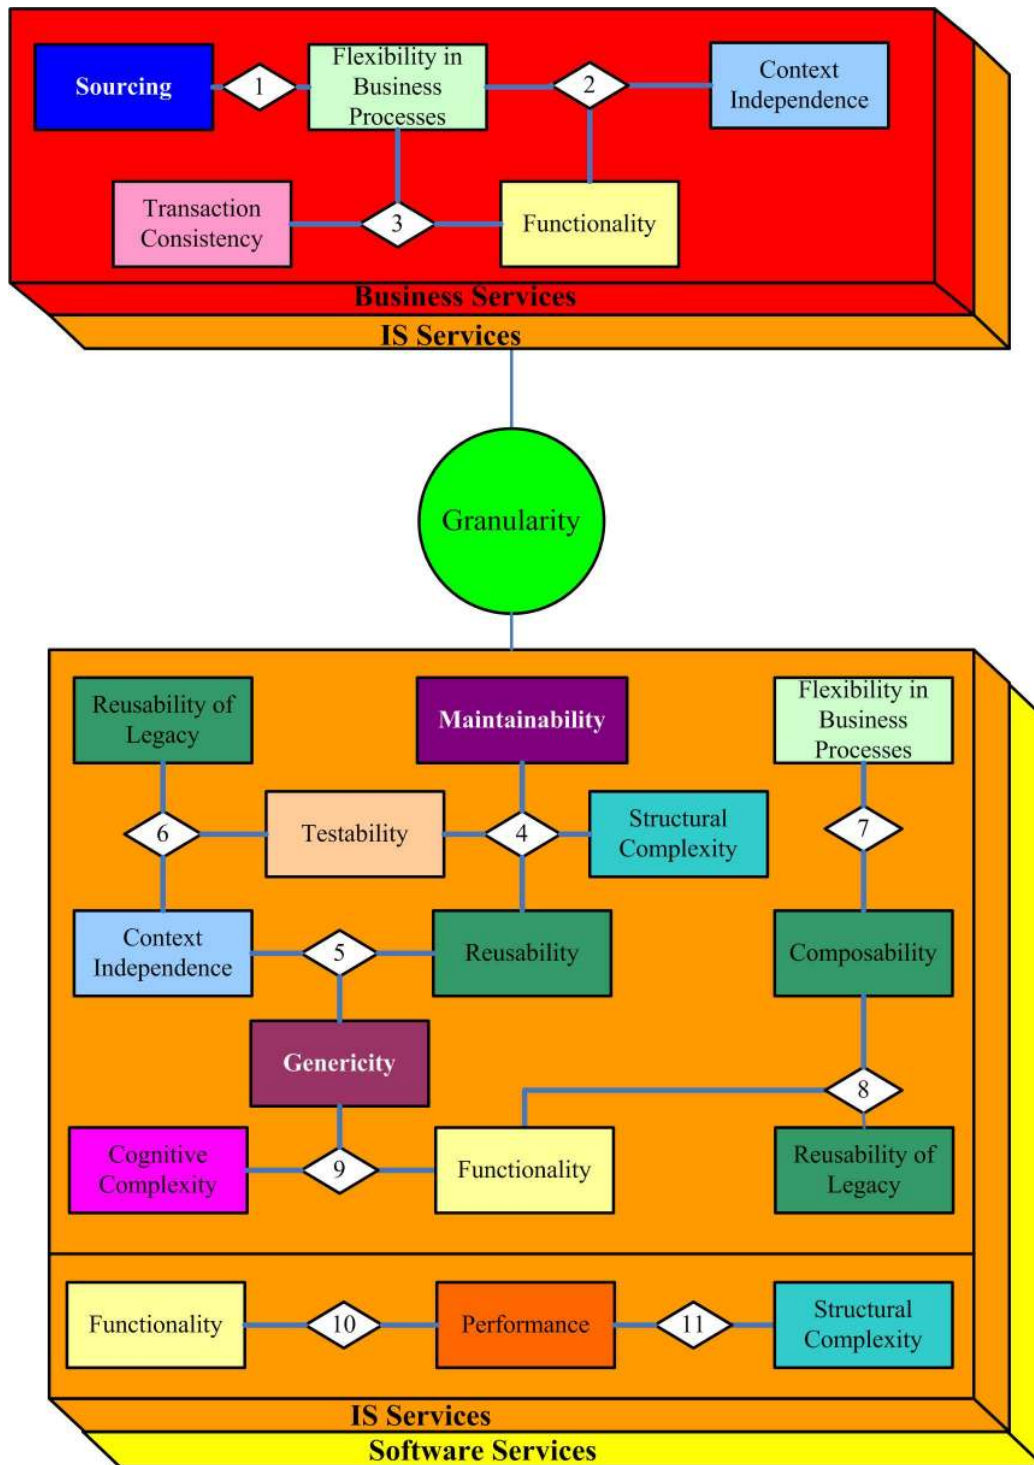 Sourcing
1
Flexibility in
Business
Processes
2
Context
Independence
Transaction
Consistency
3
Functionality
Business Services
IS Services
Granularity
Reusability of
Legacy
Maintainability
Flexibility in
Business
Processes
6
Testability
4
Structural
Complexity
7
Context
Independence
5
Reusability
Composability
Genericity
8
Cognitive
Complexity
9
Functionality
Reusability of
Legacy
Functionality
10
Performance
11
Structural
Complexity
IS Services
Software Services